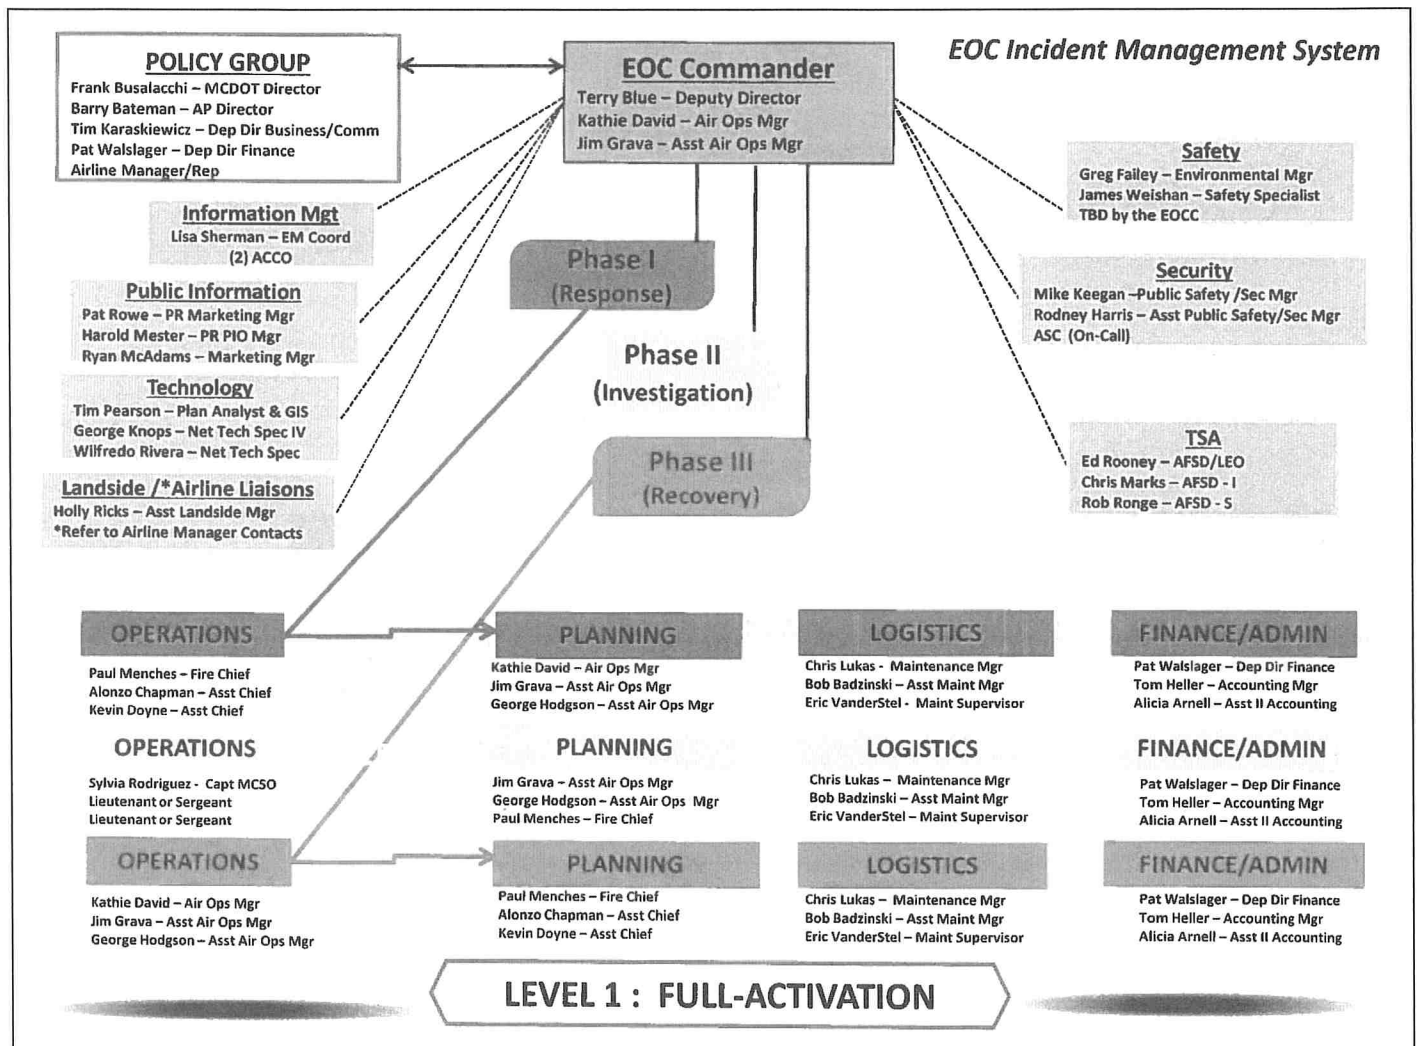 EOC Incident Management System
POLICY GROUP
Frank Busalacchi – MCDOT Director
Barry Bateman – AP Director
Tim Karaskiewicz – Dep Dir Business/Comm
Pat Walslager – Dep Dir Finance
Airline Manager/Rep
EOC Commander
Terry Blue – Deputy Director
Kathie David – Air Ops Mgr
Jim Grava – Asst Air Ops Mgr
Information Mgt
Lisa Sherman – EM Coord
(2) ACCO
Public Information
Pat Rowe – PR Marketing Mgr
Harold Mester – PR PIO Mgr
Ryan McAdams – Marketing Mgr
Technology
Tim Pearson – Plan Analyst & GIS
George Knops – Net Tech Spec IV
Wilfredo Rivera – Net Tech Spec
Landside /*Airline Liaisons
Holly Ricks – Asst Landside Mgr
*Refer to Airline Manager Contacts
Phase I
(Response)
Phase II
(Investigation)
Phase III
(Recovery)
Safety
Greg Failey – Environmental Mgr
James Weishan – Safety Specialist
TBD by the EOCC
Security
Mike Keegan –Public Safety /Sec Mgr
Rodney Harris – Asst Public Safety/Sec Mgr
ASC (On-Call)
TSA
Ed Rooney – AFSD/LEO
Chris Marks – AFSD - I
Rob Ronge – AFSD - S
OPERATIONS
Paul Menches – Fire Chief
Alonzo Chapman – Asst Chief
Kevin Doyne – Asst Chief
PLANNING
Kathie David – Air Ops Mgr
Jim Grava – Asst Air Ops Mgr
George Hodgson – Asst Air Ops Mgr
LOGISTICS
Chris Lukas - Maintenance Mgr
Bob Badzinski – Asst Maint Mgr
Eric VanderStel - Maint Supervisor
FINANCE/ADMIN
Pat Walslager – Dep Dir Finance
Tom Heller – Accounting Mgr
Alicia Arnell – Asst II Accounting
OPERATIONS
Sylvia Rodriguez - Capt MCSO
Lieutenant or Sergeant
Lieutenant or Sergeant
PLANNING
Jim Grava – Asst Air Ops Mgr
George Hodgson – Asst Air Ops Mgr
Paul Menches – Fire Chief
LOGISTICS
Chris Lukas – Maintenance Mgr
Bob Badzinski – Asst Maint Mgr
Eric VanderStel – Maint Supervisor
FINANCE/ADMIN
Pat Walslager – Dep Dir Finance
Tom Heller – Accounting Mgr
Alicia Arnell – Asst II Accounting
OPERATIONS
Kathie David – Air Ops Mgr
Jim Grava – Asst Air Ops Mgr
George Hodgson – Asst Air Ops Mgr
PLANNING
Paul Menches – Fire Chief
Alonzo Chapman – Asst Chief
Kevin Doyne – Asst Chief
LOGISTICS
Chris Lukas – Maintenance Mgr
Bob Badzinski – Asst Maint Mgr
Eric VanderStel – Maint Supervisor
FINANCE/ADMIN
Pat Walslager – Dep Dir Finance
Tom Heller – Accounting Mgr
Alicia Arnell – Asst II Accounting
LEVEL 1 : FULL-ACTIVATION